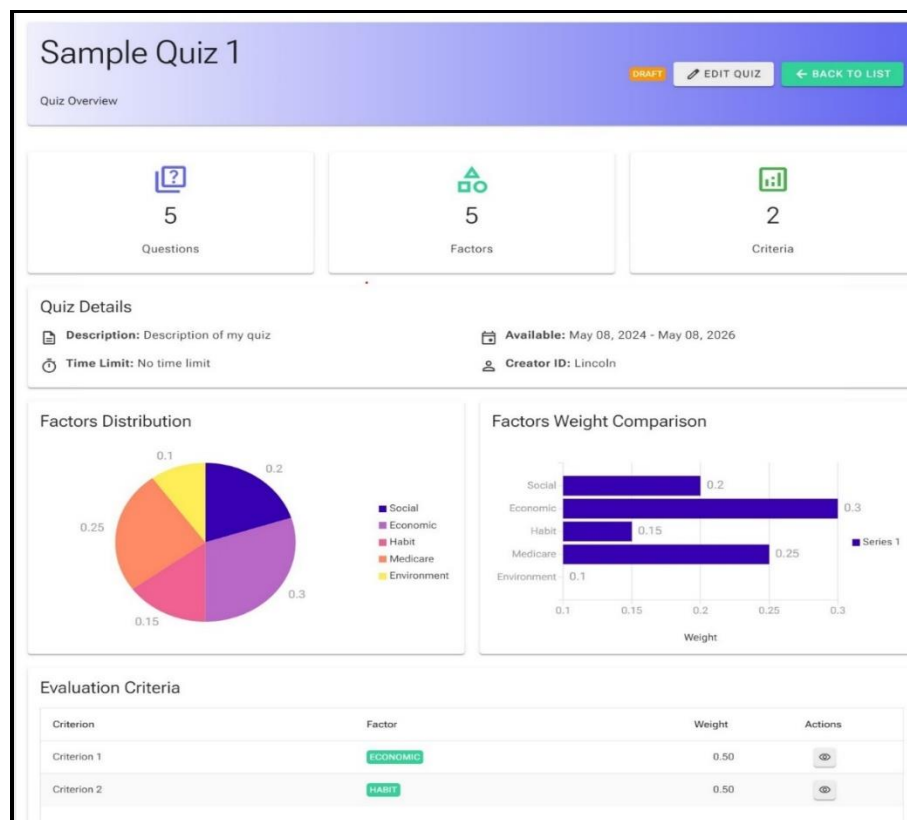 Sample Quiz 1
Quiz Overview
DRAFT
EDIT QUIZ
← BACK TO LIST
5
Questions
5
Factors
2
Criteria
Quiz Details
Description: Description of my quiz
Available: May 08, 2024 - May 08, 2026
Time Limit: No time limit
Creator ID: Lincoln
Factors Distribution
0.1
0.2
0.25
0.3
0.15
Social
Economic
Habit
Medicare
Environment
Factors Weight Comparison
Social 0.2
Economic 0.3
Habit 0.15
Medicare 0.25
Environment 0.1
Series 1
0.1 0.15 0.2 0.25 0.3
Weight
Evaluation Criteria
Criterion Factor Weight Actions
Criterion 1 ECONOMIC 0.50
Criterion 2 HABIT 0.50